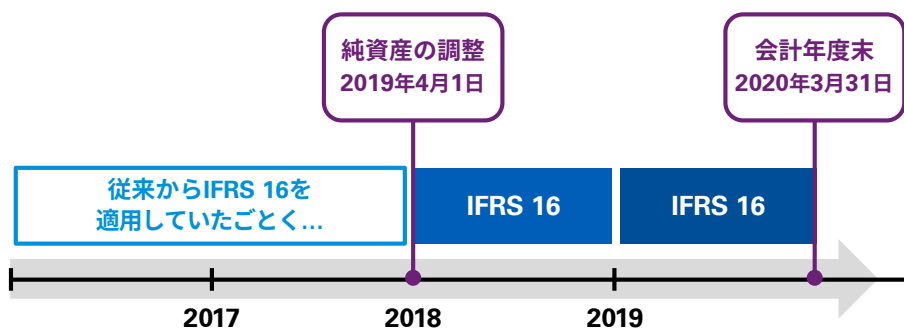 純資産の調整
2019年4月1日
会計年度末
2020年3月31日
従来からIFRS 16を
適用していたごとく…
IFRS 16
IFRS 16
2017
2018
2019